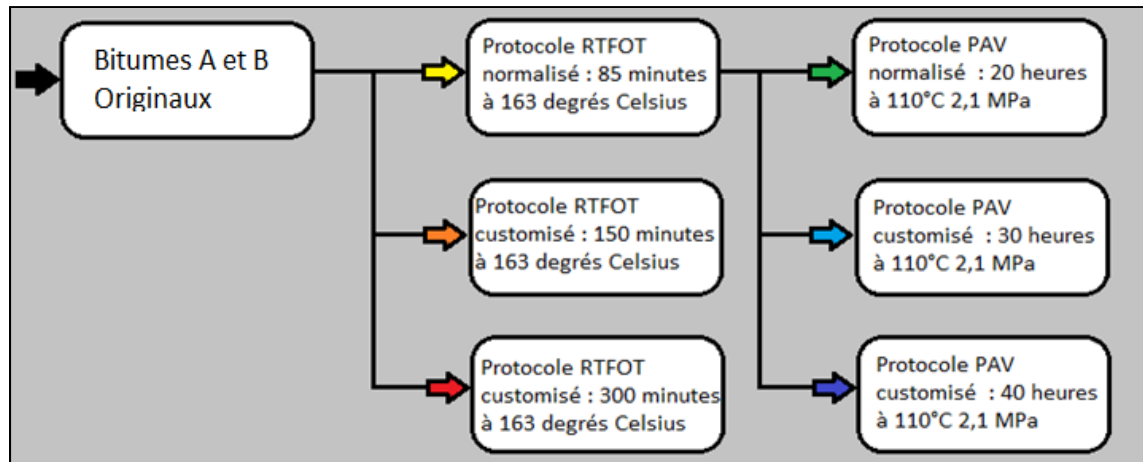 Bitumes A et B
Originaux
Protocole RTFOT
normalisé : 85 minutes
à 163 degrés Celsius
Protocole PAV
normalisé  : 20 heures
à 110°C 2,1 MPa
Protocole RTFOT
customisé : 150 minutes
à 163 degrés Celsius
Protocole PAV
customisé  : 30 heures
à 110°C 2,1 MPa
Protocole RTFOT
customisé : 300 minutes
à 163 degrés Celsius
Protocole PAV
customisé  : 40 heures
à 110°C 2,1 MPa